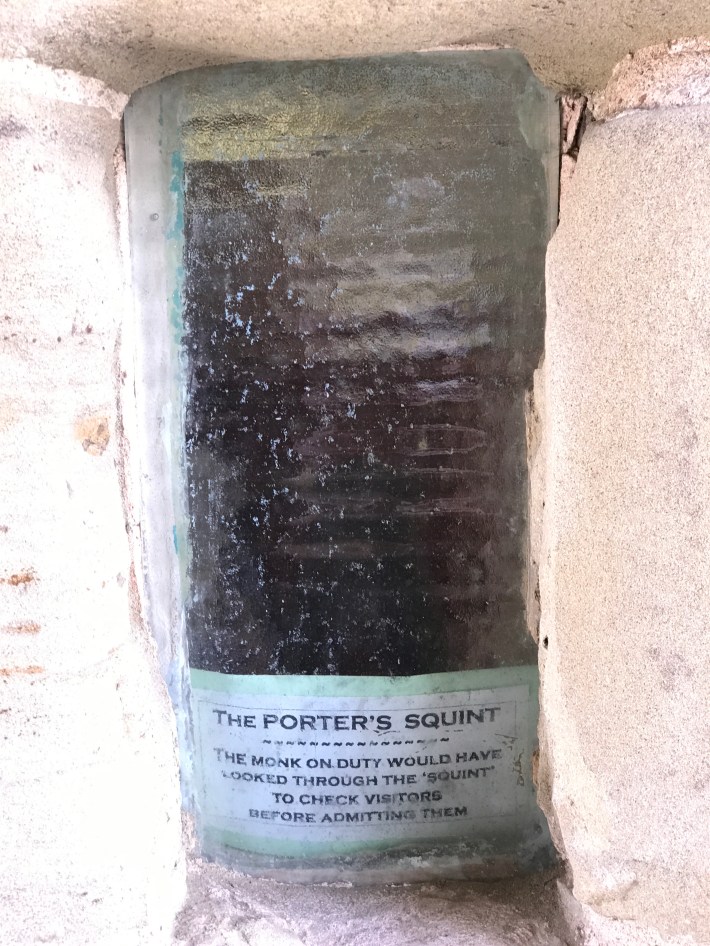 THE PORTER'S SQUINT
~~~~~~~~~~~~~~~
THE MONK ON DUTY WOULD HAVE
LOOKED THROUGH THE 'SQUINT'
TO CHECK VISITORS
BEFORE ADMITTING THEM